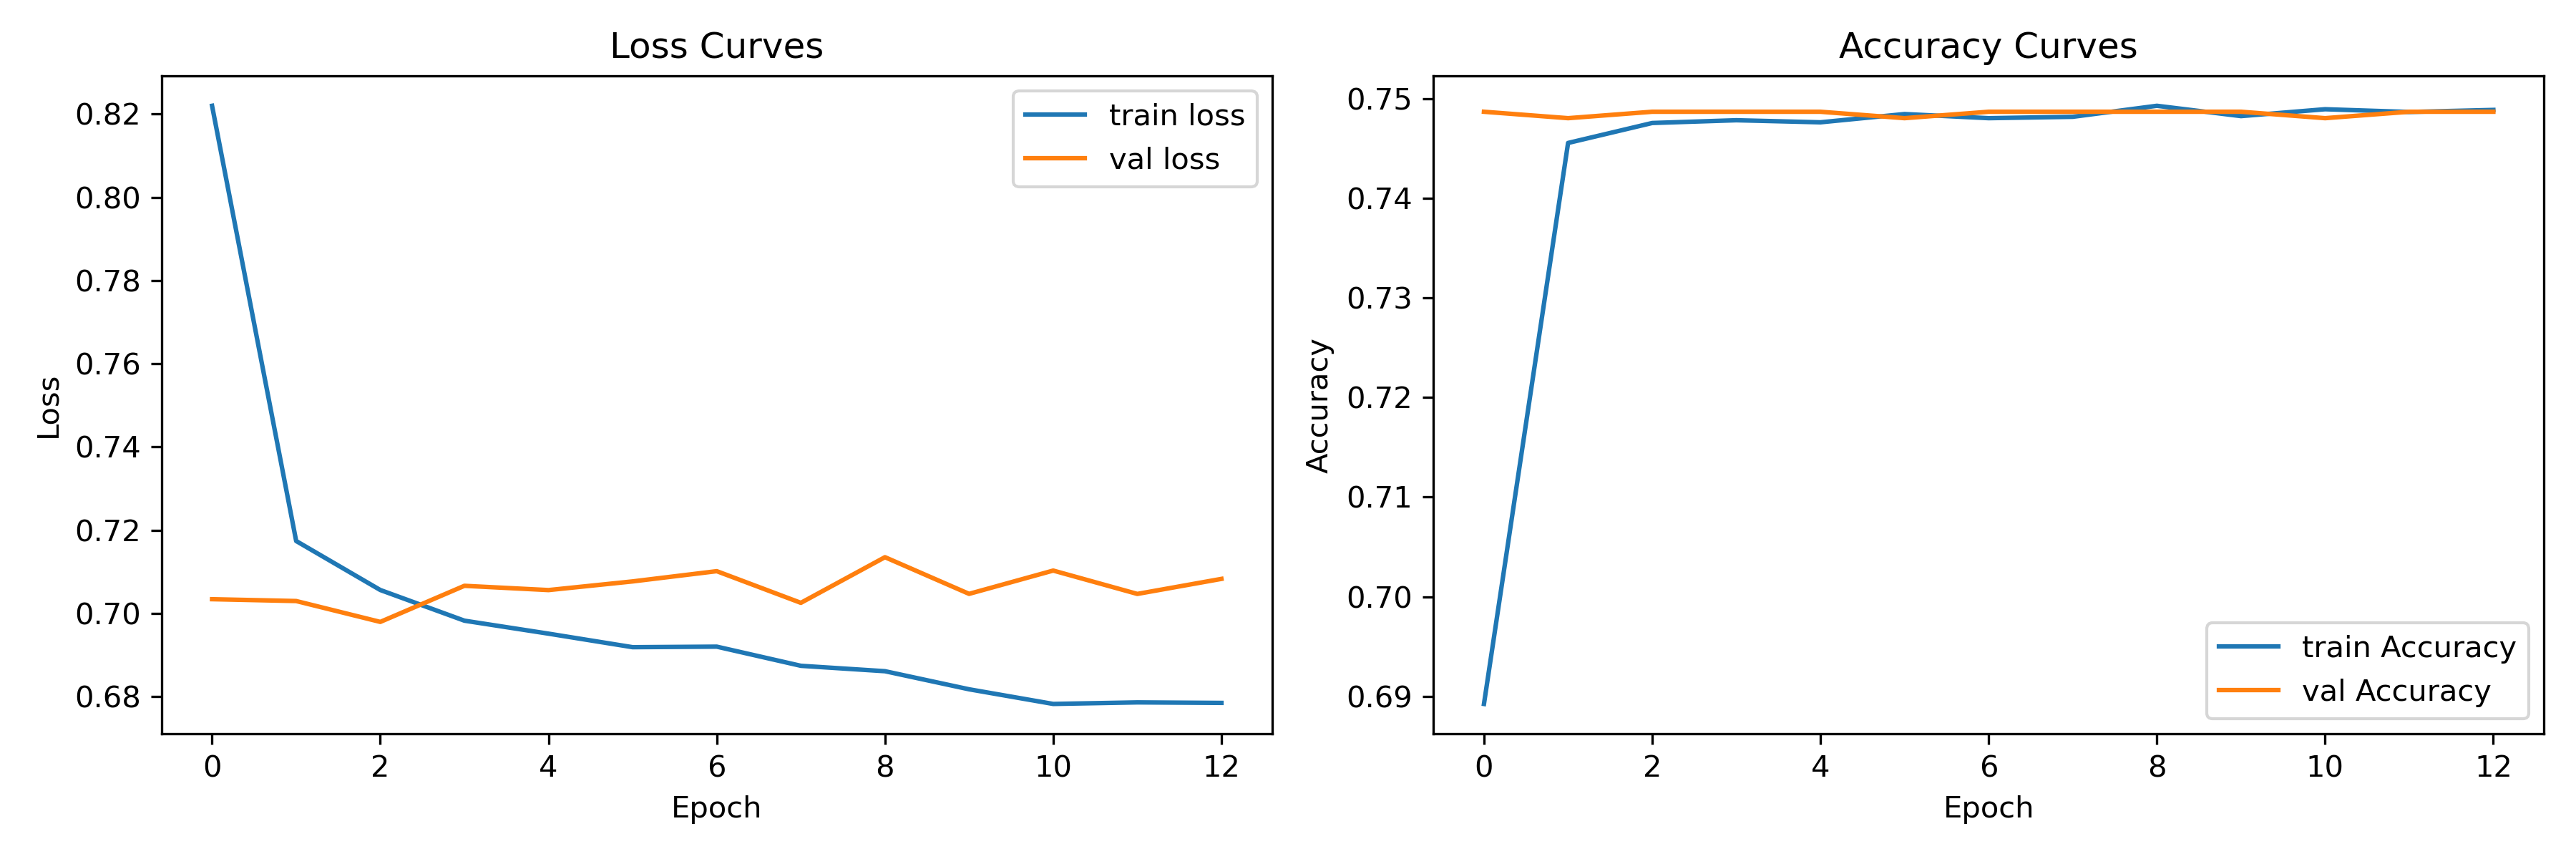 Loss Curves
0.82
0.80
0.78
0.76
0.74
0.72
0.70
0.68
Loss
train loss
val loss
0 2 4 6 8 10 12
Epoch
Accuracy Curves
0.75
0.74
0.73
0.72
0.71
0.70
0.69
Accuracy
train Accuracy
val Accuracy
0 2 4 6 8 10 12
Epoch